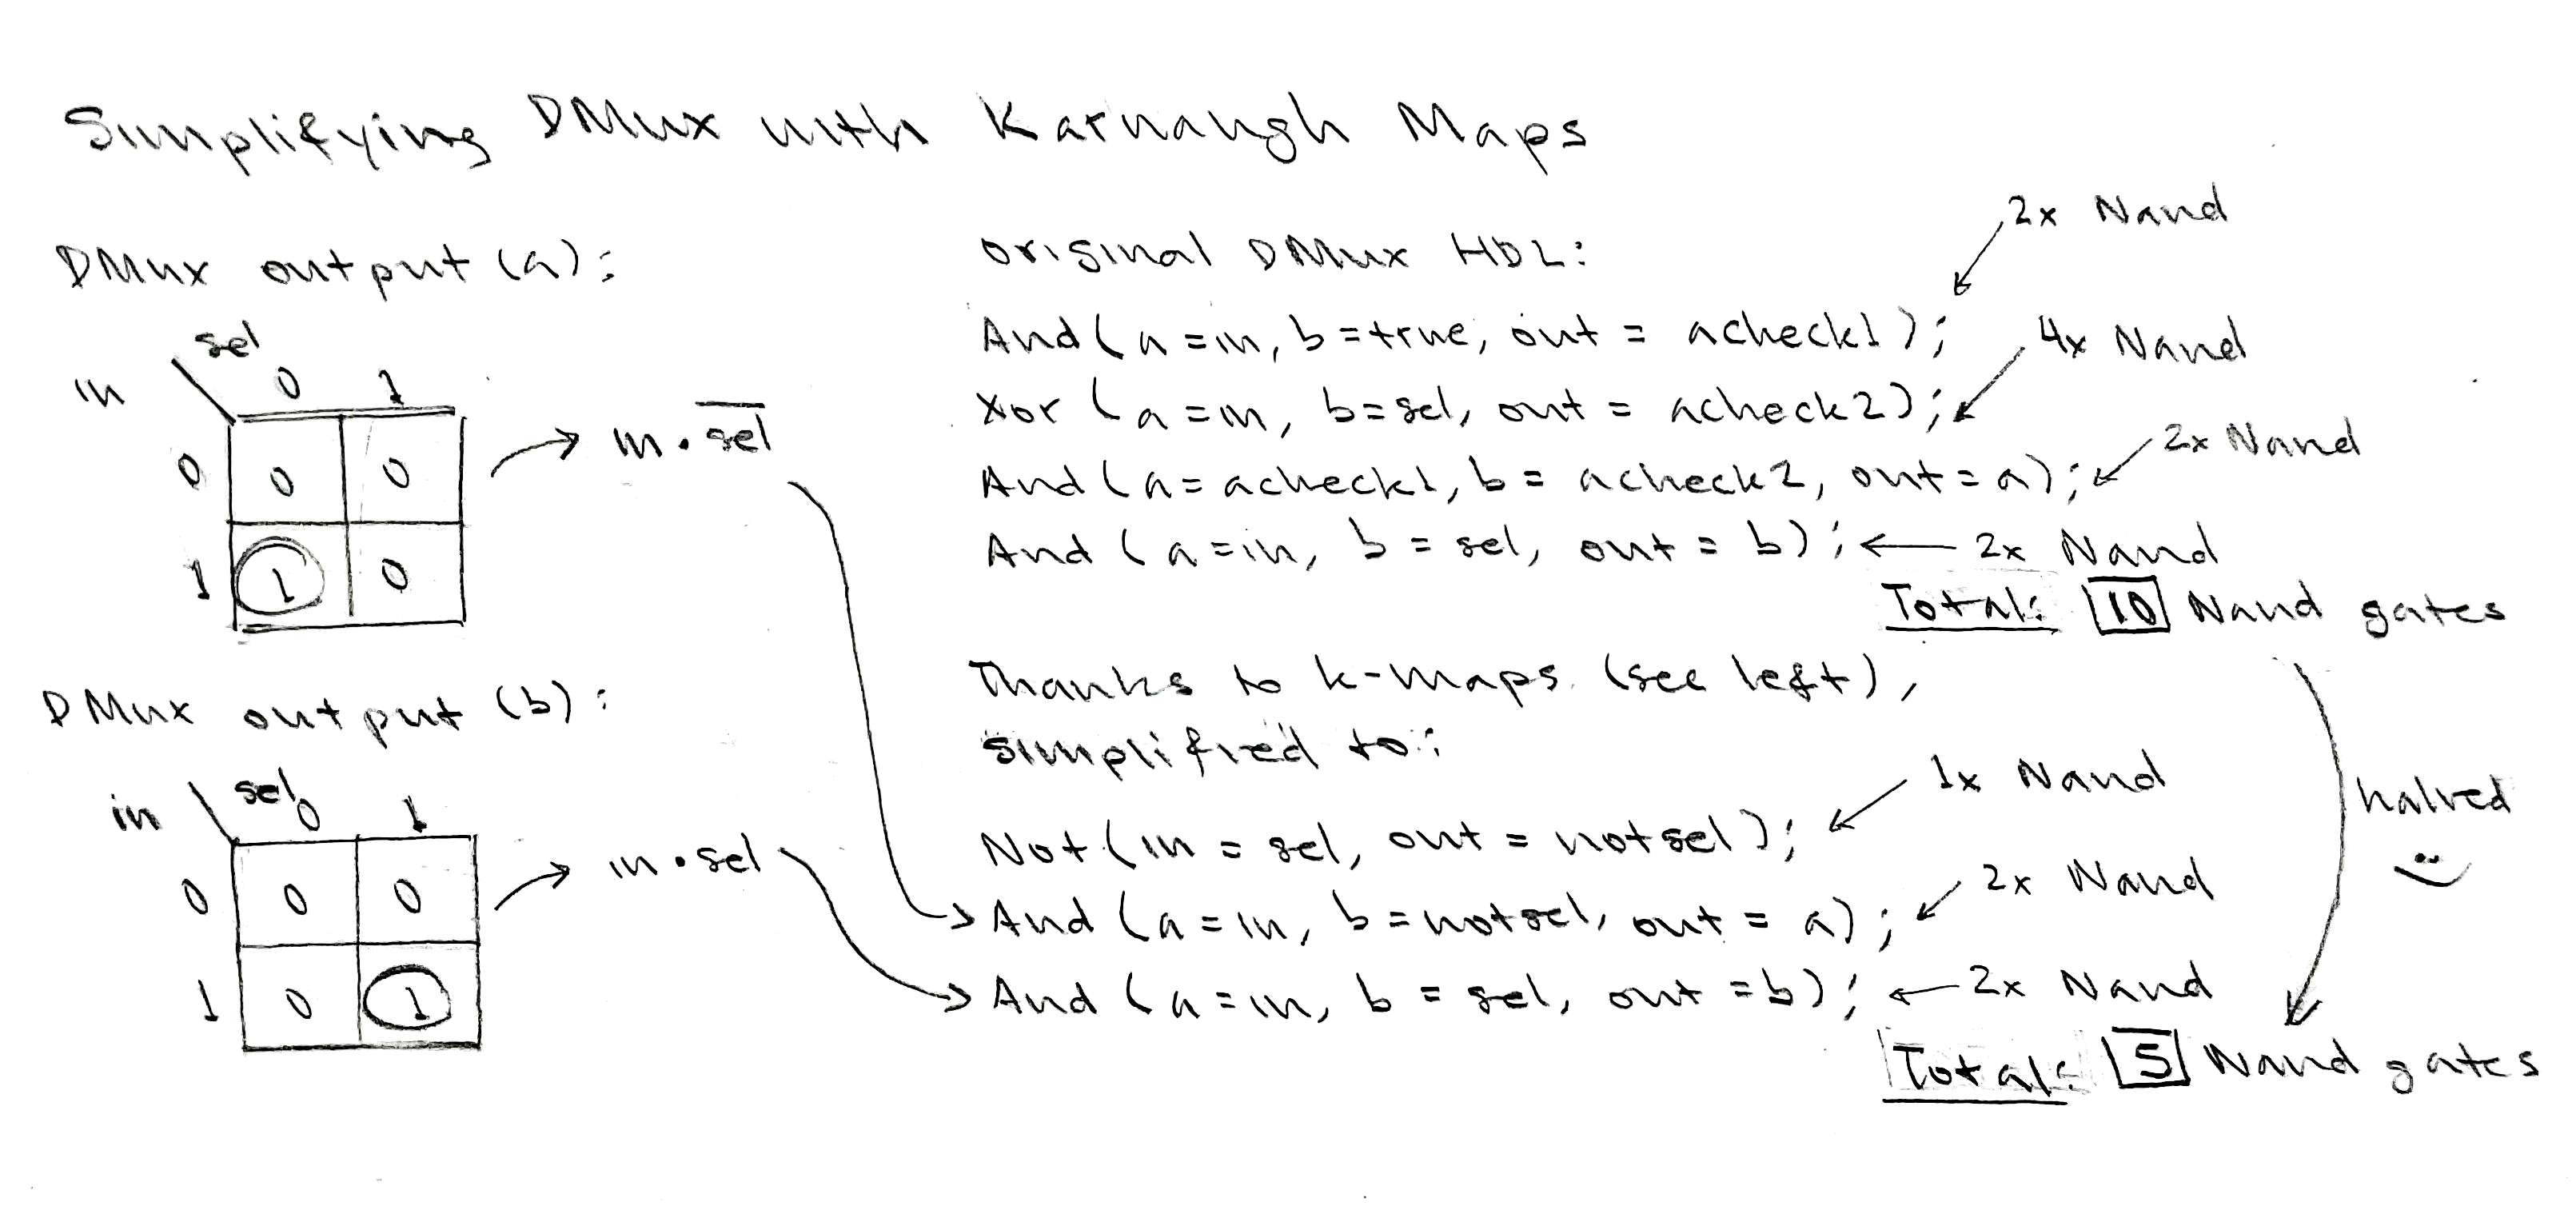 Simplifying DMux with Karnaugh Maps
DMux output (a):
sel
in
0 1
0 0 0
1 1 0
→ in · s̅e̅l̅
DMux output (b):
sel
in
0 1
0 0 0
1 0 1
→ in · sel
original DMux HDL:
And (a=in, b=true, out = acheck1); 2x Nand
Xor (a=in, b=sel, out = acheck2); 4x Nand
And (a=acheck1, b= acheck2, out=a); 2x Nand
And (a=in, b=sel, out=b); ← 2x Nand
Total: 10 Nand gates
Thanks to k-maps (see left),
simplified to:
Not (in = sel, out = notsel); 1x Nand
And (a=in, b=notsel, out = a); 2x Nand
And (a=in, b = sel, out =b); ← 2x Nand
Total: 5 Nand gates
halved